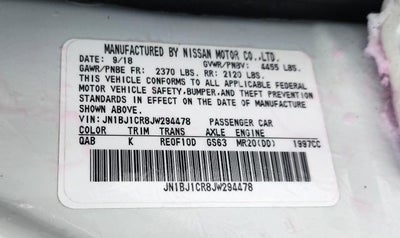 MANUFACTURED BY NISSAN MOTOR CO.,LTD.
DATE: 9/18 GVWR/PNBV: 4455 LBS.
GAWR/PNBE FR: 2370 LBS. RR: 2120 LBS.
THIS VEHICLE CONFORMS TO ALL APPLICABLE FEDERAL
MOTOR VEHICLE SAFETY,BUMPER,AND THEFT PREVENTION
STANDARDS IN EFFECT ON THE DATE OF MANUFACTURE
SHOWN ABOVE.
VIN: JN1BJ1CR8JW294478 PASSENGER CAR
COLOR TRIM TRANS AXLE ENGINE
QAB K RE0F10D GS63 MR20(DD) 1997CC
JN1BJ1CR8JW294478